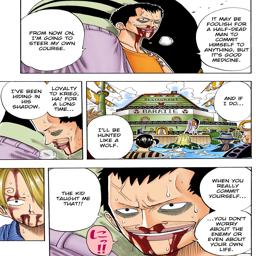 FROM NOW ON,
I'M GOING TO
STEER MY OWN
COURSE.
IT MAY BE
FOOLISH FOR
A HALF-DEAD
MAN TO
COMMIT
HIMSELF TO
ANYTHING, BUT
IT'S GOOD
MEDICINE.
I'VE BEEN
HIDING IN
HIS
SHADOW.
LOYALTY
TO KRIEG,
HA! FOR A
LONG
TIME...
RESTAURANT
BARATIE
AND IF
I DO...
I'LL BE
HUNTED
LIKE A
WOLF.
THE KID
TAUGHT
ME THAT!!
WHEN YOU
REALLY
COMMIT
YOURSELF...
...YOU DON'T
WORRY ABOUT
THE ENEMY
OR EVEN
ABOUT YOUR
OWN LIFE.
にっ!!